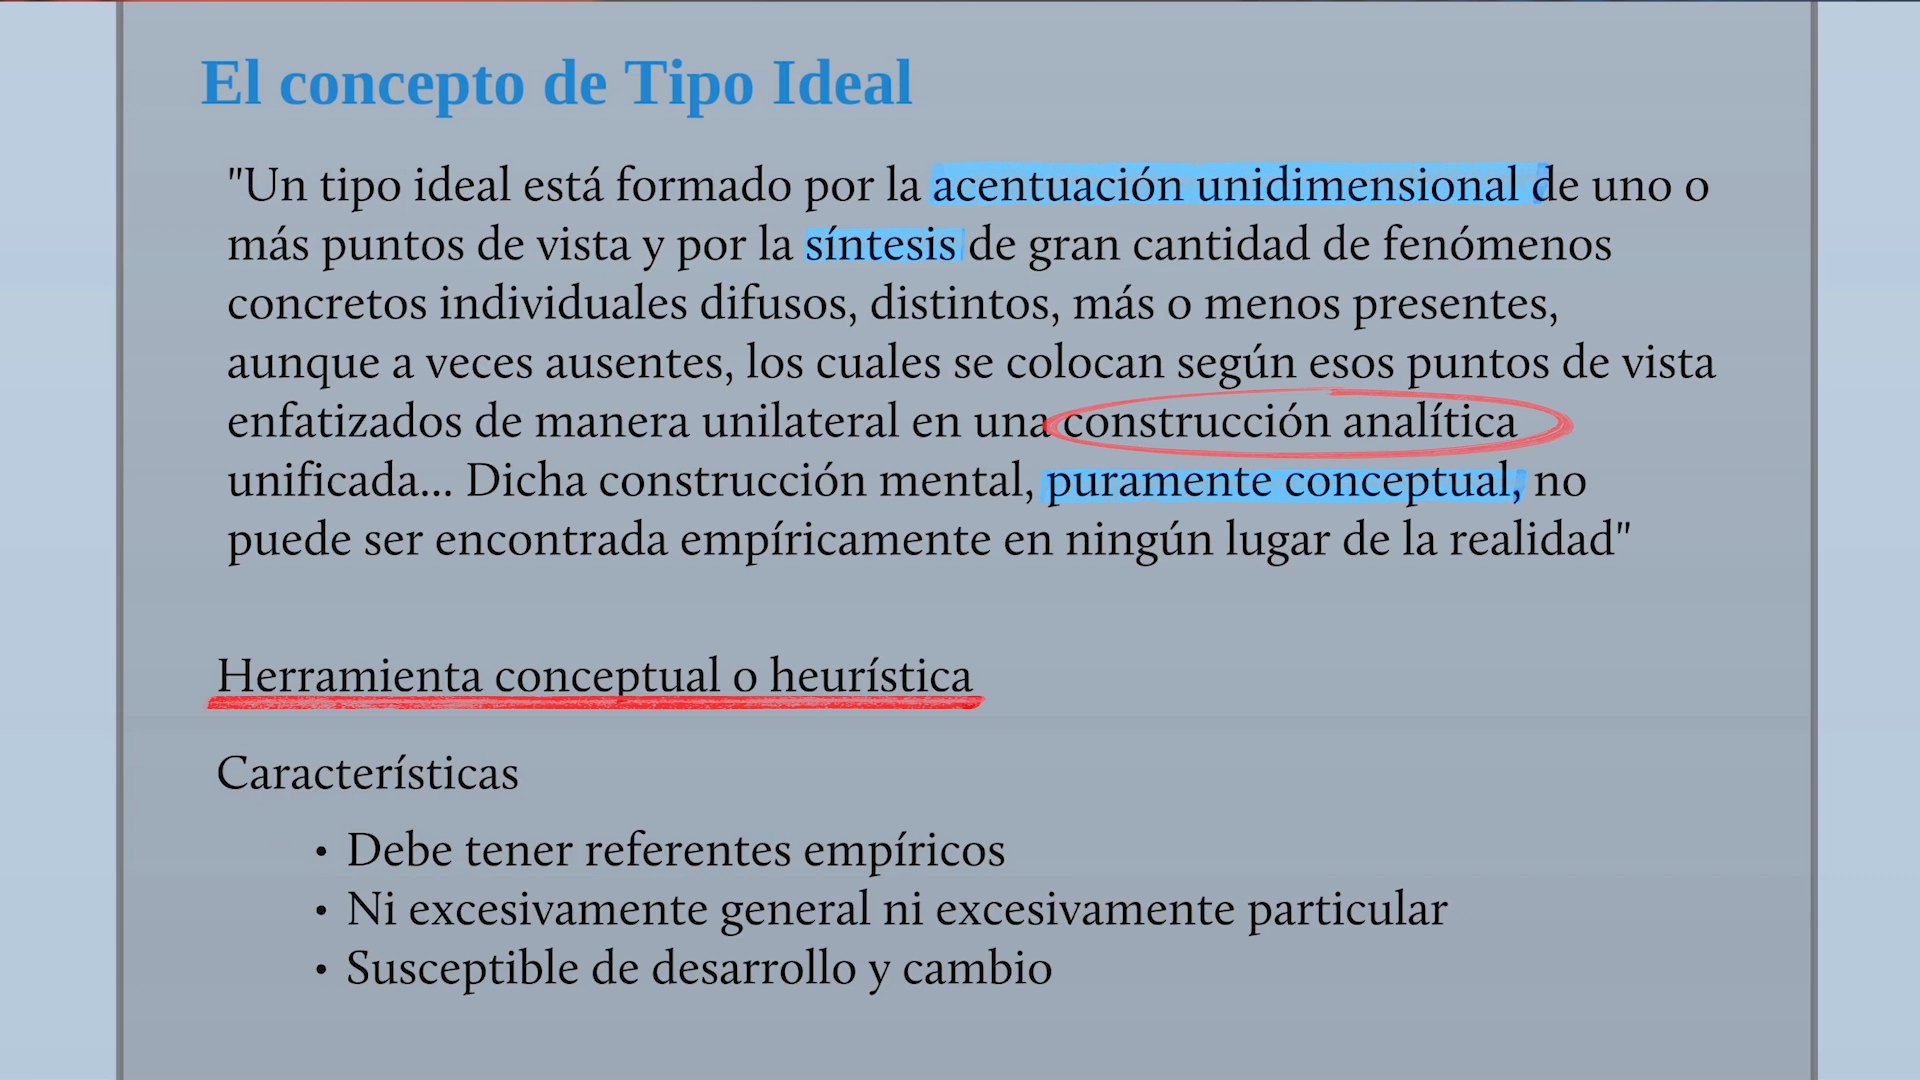 El concepto de Tipo Ideal
"Un tipo ideal está formado por la acentuación unidimensional de uno o
más puntos de vista y por la síntesis de gran cantidad de fenómenos
concretos individuales difusos, distintos, más o menos presentes,
aunque a veces ausentes, los cuales se colocan según esos puntos de vista
enfatizados de manera unilateral en una construcción analítica
unificada... Dicha construcción mental, puramente conceptual, no
puede ser encontrada empíricamente en ningún lugar de la realidad"
Herramienta conceptual o heurística
Características
• Debe tener referentes empíricos
• Ni excesivamente general ni excesivamente particular
• Susceptible de desarrollo y cambio